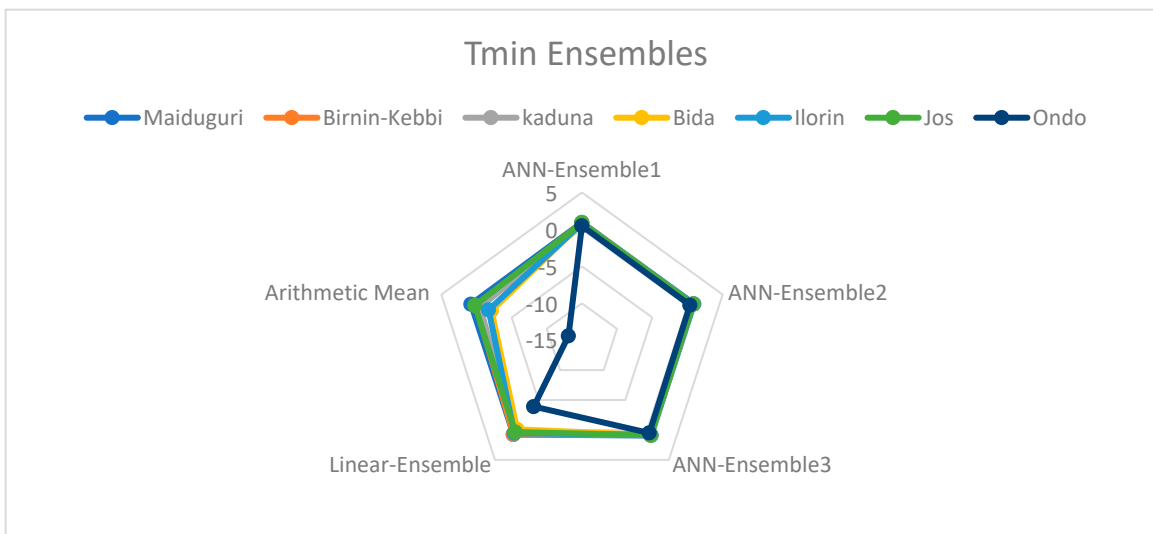 Tmin Ensembles
Maiduguri Birnin-Kebbi kaduna Bida Ilorin Jos Ondo
ANN-Ensemble1
5
0
-5
-10
-15
Arithmetic Mean
ANN-Ensemble2
Linear-Ensemble
ANN-Ensemble3